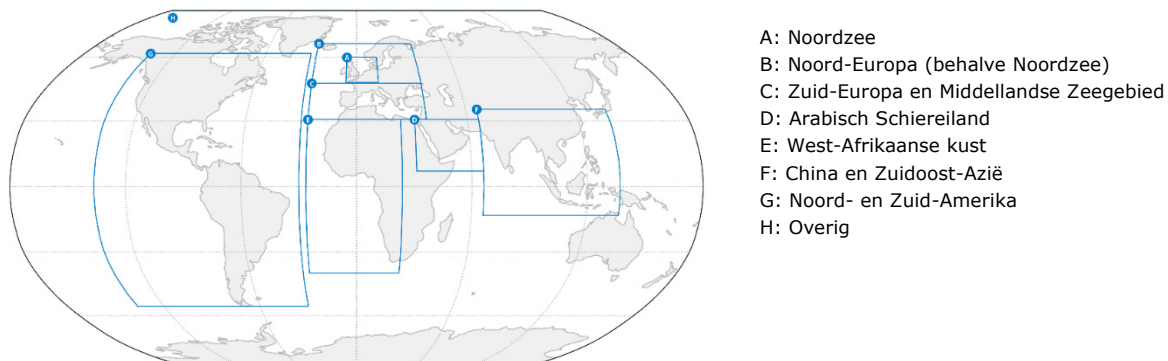 H
B
G
A
C
F
E
D
A: Noordzee
B: Noord-Europa (behalve Noordzee)
C: Zuid-Europa en Middellandse Zeegebied
D: Arabisch Schiereiland
E: West-Afrikaanse kust
F: China en Zuidoost-Azië
G: Noord- en Zuid-Amerika
H: Overig